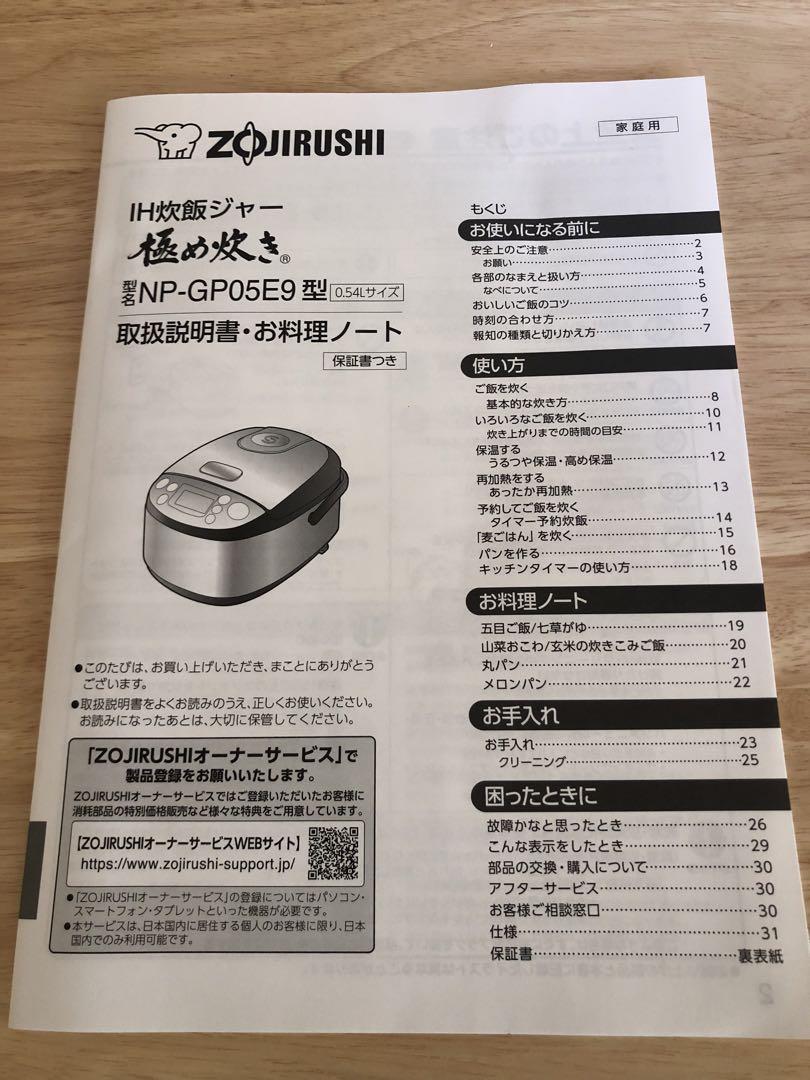 ZOJIRUSHI
家庭用
IH炊飯ジャー
極め炊き®
型名 NP-GP05E9型 0.54Lサイズ
取扱説明書・お料理ノート
保証書つき
●このたびは、お買い上げいただき、まことにありがとう
ございます。
●取扱説明書をよくお読みのうえ、正しくお使いください。
お読みになったあとは、大切に保管してください。
「ZOJIRUSHIオーナーサービス」で
製品登録をお願いいたします。
ZOJIRUSHIオーナーサービスではご登録いただいたお客様に
消耗部品の特別価格販売など様々な特典をご用意しています。
【ZOJIRUSHIオーナーサービスWEBサイト】
https://www.zojirushi-support.jp/
●「ZOJIRUSHIオーナーサービス」の登録についてはパソコン・
スマートフォン・タブレットといった機器が必要です。
●本サービスは、日本国内に居住する個人のお客様に限り、日本
国内でのみ利用可能です。
もくじ
お使いになる前に
安全上のご注意…2
お願い…3
各部のなまえと扱い方…4
なべについて…5
おいしいご飯のコツ…6
時刻の合わせ方…7
報知の種類と切りかえ方…7
使い方
ご飯を炊く
基本的な炊き方…8
いろいろなご飯を炊く…10
炊き上がりまでの時間の目安…11
保温する
うるつや保温・高め保温…12
再加熱をする
あったか再加熱…13
予約してご飯を炊く
タイマー予約炊飯…14
「麦ごはん」を炊く…15
パンを作る…16
キッチンタイマーの使い方…18
お料理ノート
五目ご飯/七草がゆ…19
山菜おこわ/玄米の炊きこみご飯…20
丸パン…21
メロンパン…22
お手入れ
お手入れ…23
クリーニング…25
困ったときに
故障かなと思ったとき…26
こんな表示をしたとき…29
部品の交換・購入について…30
アフターサービス…30
お客様ご相談窓口…30
仕様…31
保証書…裏表紙